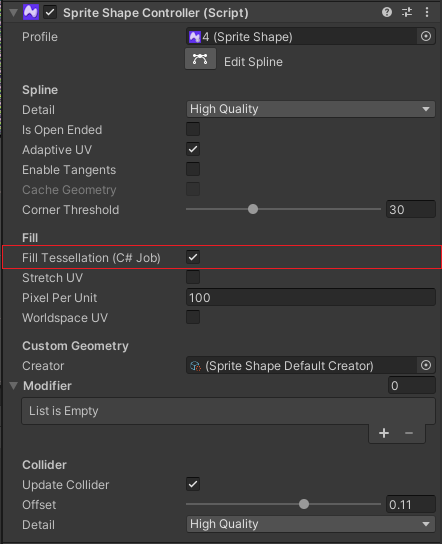 Sprite Shape Controller (Script)
Profile 4 (Sprite Shape)
Edit Spline
Spline
Detail High Quality
Is Open Ended
Adaptive UV
Enable Tangents
Cache Geometry
Corner Threshold 30
Fill
Fill Tessellation (C# Job)
Stretch UV
Pixel Per Unit 100
Worldspace UV
Custom Geometry
Creator (Sprite Shape Default Creator)
Modifier 0
List is Empty
Collider
Update Collider
Offset 0.11
Detail High Quality